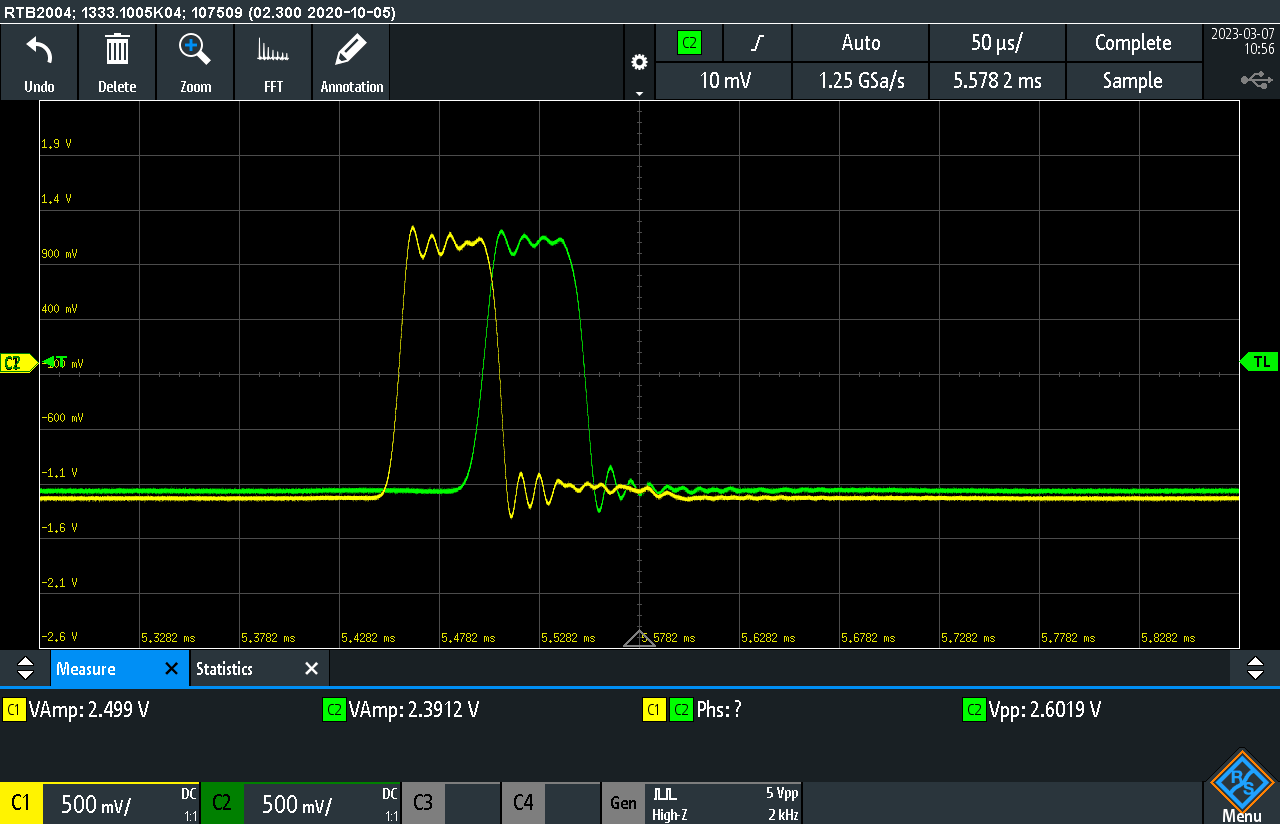 RTB2004; 1333.1005K04; 107509 (02.300 2020-10-05)
Undo Delete Zoom FFT Annotation
C2 Auto 50 µs/ Complete
10 mV 1.25 GSa/s 5.578 2 ms Sample
2023-03-07
10:56
1.9 V
1.4 V
900 mV
400 mV
T
TL
-600 mV
-1.1 V
-1.6 V
-2.1 V
-2.6 V
5.3282 ms 5.3782 ms 5.4282 ms 5.4782 ms 5.5282 ms 5.5782 ms 5.6282 ms 5.6782 ms 5.7282 ms 5.7782 ms 5.8282 ms
Measure Statistics
C1 VAmp: 2.499 V C2 VAmp: 2.3912 V C1 C2 Phs: ? C2 Vpp: 2.6019 V
C1 500 mV/ DC 1:1
C2 500 mV/ DC 1:1
C3 C4
Gen 5 Vpp
High-Z 2 kHz
R S
Menu